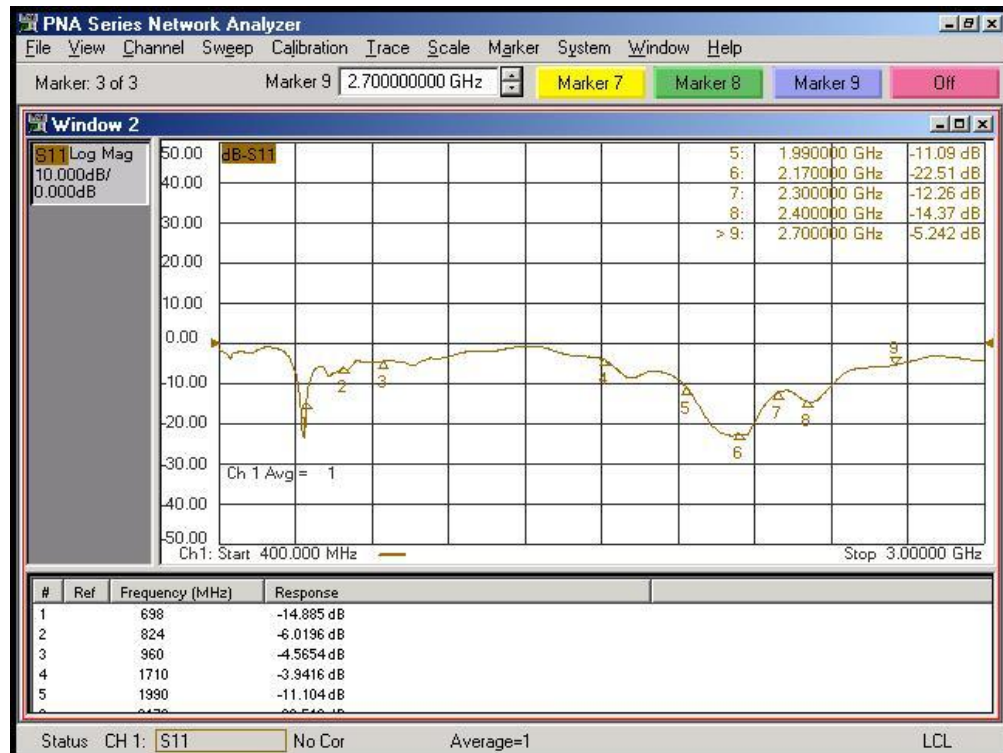 PNA Series Network Analyzer
File View Channel Sweep Calibration Trace Scale Marker System Window Help
Marker: 3 of 3 Marker 9 2.700000000 GHz Marker 7 Marker 8 Marker 9 Off
Window 2
S11 Log Mag
10.000dB/
0.000dB
dB-S11
50.00
40.00
30.00
20.00
10.00
0.00
-10.00
-20.00
-30.00
-40.00
-50.00
5: 1.990000 GHz -11.09 dB
6: 2.170000 GHz -22.51 dB
7: 2.300000 GHz -12.26 dB
8: 2.400000 GHz -14.37 dB
> 9: 2.700000 GHz -5.242 dB
2
3
4
5
6
7
8
9
Ch 1 Avg = 1
Ch1: Start 400.000 MHz Stop 3.00000 GHz
# Ref Frequency (MHz) Response
1 698 -14.885 dB
2 824 -6.0196 dB
3 960 -4.5654 dB
4 1710 -3.9416 dB
5 1990 -11.104 dB
Status CH 1: S11 No Cor Average=1 LCL